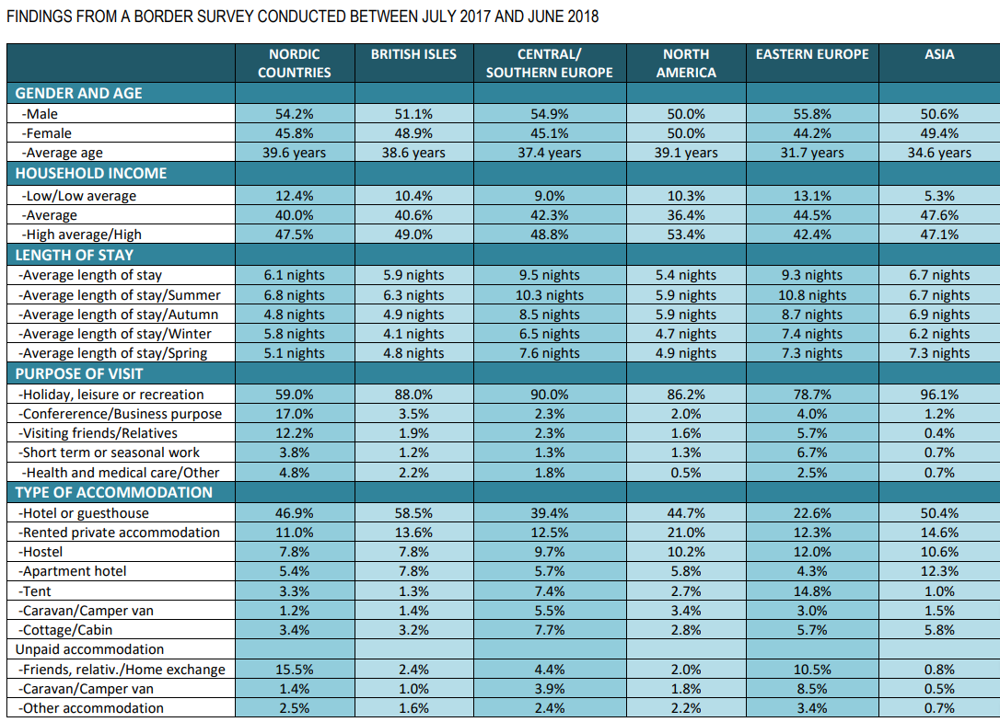 FINDINGS FROM A BORDER SURVEY CONDUCTED BETWEEN JULY 2017 AND JUNE 2018
NORDIC COUNTRIES BRITISH ISLES CENTRAL/ SOUTHERN EUROPE NORTH AMERICA EASTERN EUROPE ASIA
GENDER AND AGE
-Male 54.2% 51.1% 54.9% 50.0% 55.8% 50.6%
-Female 45.8% 48.9% 45.1% 50.0% 44.2% 49.4%
-Average age 39.6 years 38.6 years 37.4 years 39.1 years 31.7 years 34.6 years
HOUSEHOLD INCOME
-Low/Low average 12.4% 10.4% 9.0% 10.3% 13.1% 5.3%
-Average 40.0% 40.6% 42.3% 36.4% 44.5% 47.6%
-High average/High 47.5% 49.0% 48.8% 53.4% 42.4% 47.1%
LENGTH OF STAY
-Average length of stay 6.1 nights 5.9 nights 9.5 nights 5.4 nights 9.3 nights 6.7 nights
-Average length of stay/Summer 6.8 nights 6.3 nights 10.3 nights 5.9 nights 10.8 nights 6.7 nights
-Average length of stay/Autumn 4.8 nights 4.9 nights 8.5 nights 5.9 nights 8.7 nights 6.9 nights
-Average length of stay/Winter 5.8 nights 4.1 nights 6.5 nights 4.7 nights 7.4 nights 6.2 nights
-Average length of stay/Spring 5.1 nights 4.8 nights 7.6 nights 4.9 nights 7.3 nights 7.3 nights
PURPOSE OF VISIT
-Holiday, leisure or recreation 59.0% 88.0% 90.0% 86.2% 78.7% 96.1%
-Confererence/Business purpose 17.0% 3.5% 2.3% 2.0% 4.0% 1.2%
-Visiting friends/Relatives 12.2% 1.9% 2.3% 1.6% 5.7% 0.4%
-Short term or seasonal work 3.8% 1.2% 1.3% 1.3% 6.7% 0.7%
-Health and medical care/Other 4.8% 2.2% 1.8% 0.5% 2.5% 0.7%
TYPE OF ACCOMMODATION
-Hotel or guesthouse 46.9% 58.5% 39.4% 44.7% 22.6% 50.4%
-Rented private accommodation 11.0% 13.6% 12.5% 21.0% 12.3% 14.6%
-Hostel 7.8% 7.8% 9.7% 10.2% 12.0% 10.6%
-Apartment hotel 5.4% 7.8% 5.7% 5.8% 4.3% 12.3%
-Tent 3.3% 1.3% 7.4% 2.7% 14.8% 1.0%
-Caravan/Camper van 1.2% 1.4% 5.5% 3.4% 3.0% 1.5%
-Cottage/Cabin 3.4% 3.2% 7.7% 2.8% 5.7% 5.8%
Unpaid accommodation
-Friends, relativ./Home exchange 15.5% 2.4% 4.4% 2.0% 10.5% 0.8%
-Caravan/Camper van 1.4% 1.0% 3.9% 1.8% 8.5% 0.5%
-Other accommodation 2.5% 1.6% 2.4% 2.2% 3.4% 0.7%